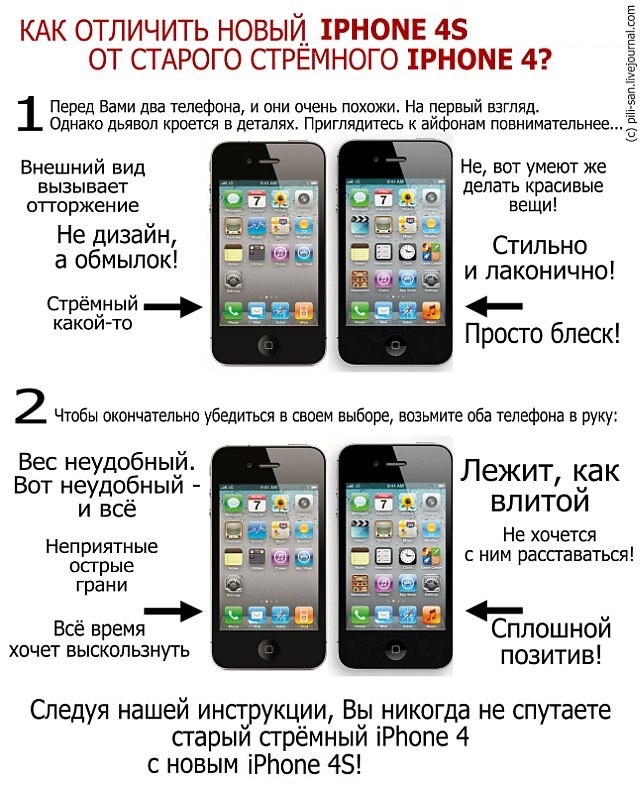 КАК ОТЛИЧИТЬ НОВЫЙ IPHONE 4S
ОТ СТАРОГО СТРЁМНОГО IPHONE 4?
(c) pili-san.livejournal.com
1 Перед Вами два телефона, и они очень похожи. На первый взгляд.
Однако дьявол кроется в деталях. Приглядитесь к айфонам повнимательнее...
Внешний вид
вызывает
отторжение
Не дизайн,
а обмылок!
Стрёмный
какой-то
Не, вот умеют же
делать красивые
вещи!
Стильно
и лаконично!
Просто блеск!
2 Чтобы окончательно убедиться в своем выборе, возьмите оба телефона в руку:
Вес неудобный.
Вот неудобный -
и всё
Неприятные
острые
грани
Всё время
хочет выскользнуть
Лежит, как
влитой
Не хочется
с ним расставаться!
Сплошной
позитив!
Следуя нашей инструкции, Вы никогда не спутаете
старый стрёмный iPhone 4
с новым iPhone 4S!